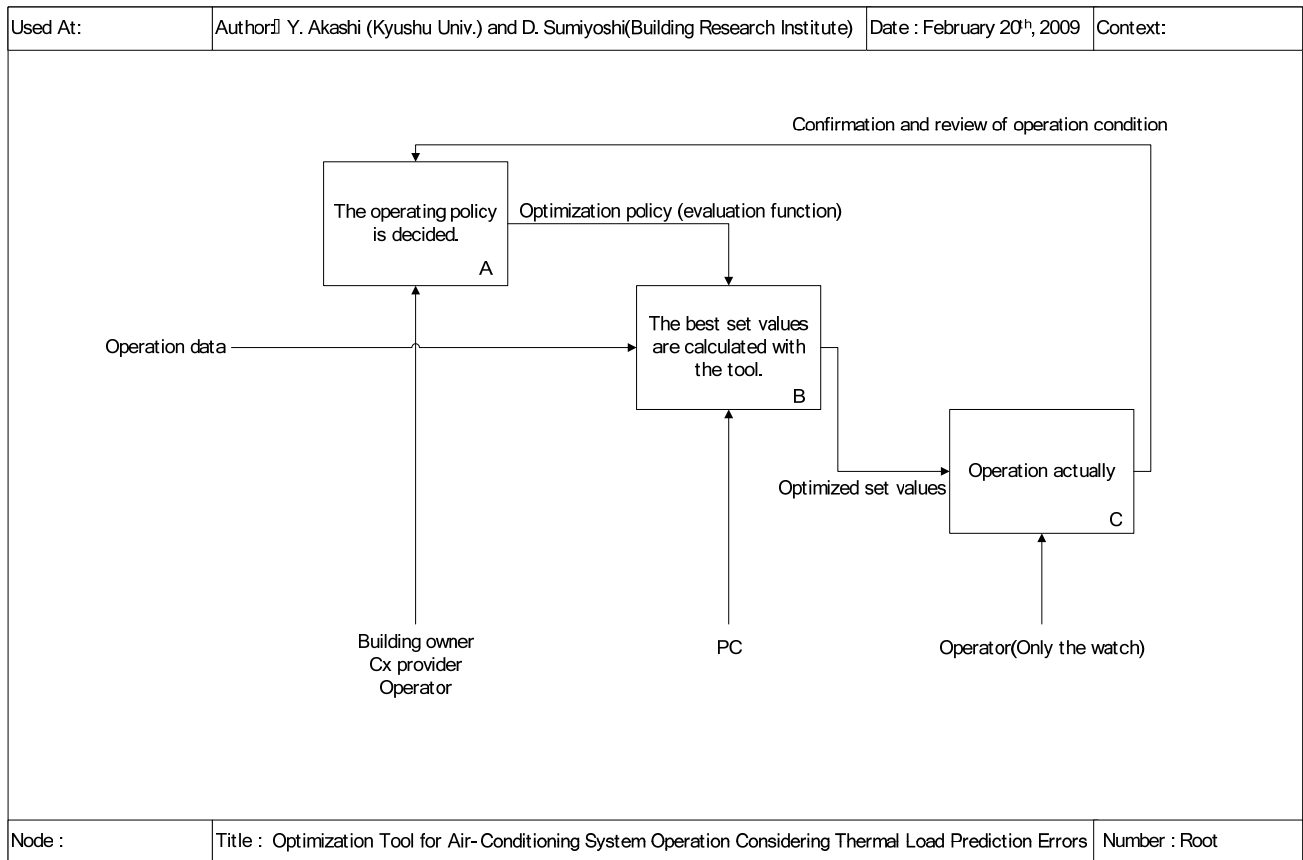 Used At:
Author: Y. Akashi (Kyushu Univ.) and D. Sumiyoshi(Building Research Institute)
Date : February 20th, 2009
Context:
Confirmation and review of operation condition
The operating policy
is decided.
A
Optimization policy (evaluation function)
The best set values
are calculated with
the tool.
B
Operation data
Operation actually
C
Optimized set values
Building owner
Cx provider
Operator
PC
Operator(Only the watch)
Node :
Title : Optimization Tool for Air-Conditioning System Operation Considering Thermal Load Prediction Errors
Number : Root